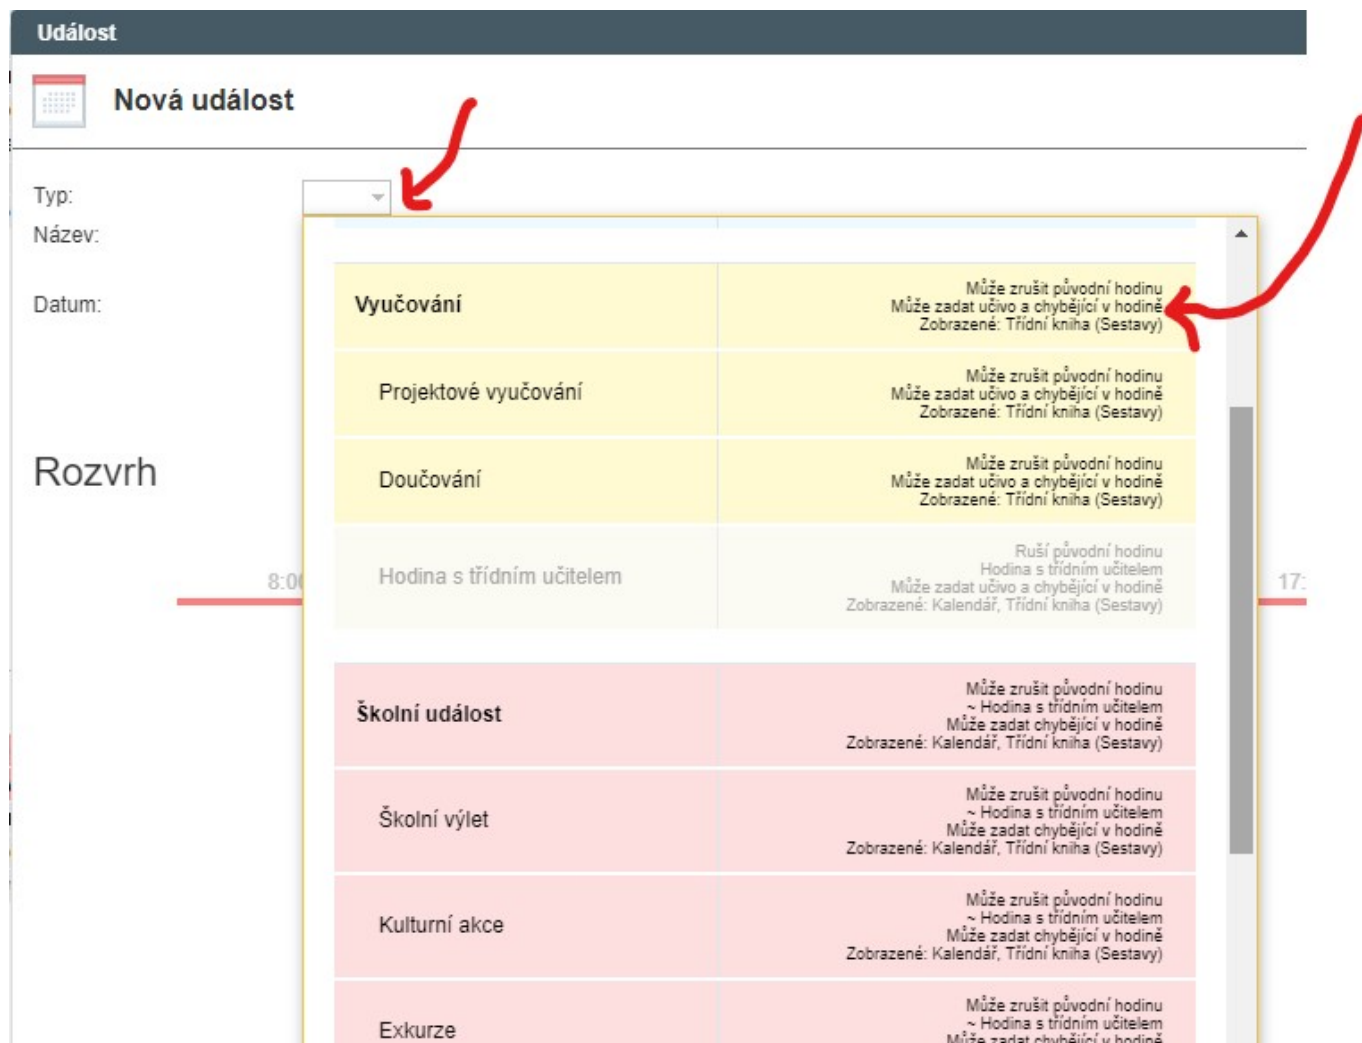 Událost
Nová událost
Typ:
Název:
Datum:
Vyučování
Může zrušit původní hodinu
Může zadat učivo a chybějící v hodině
Zobrazené: Třídní kniha (Sestavy)
Projektové vyučování
Může zrušit původní hodinu
Může zadat učivo a chybějící v hodině
Zobrazené: Třídní kniha (Sestavy)
Rozvrh
Doučování
Může zrušit původní hodinu
Může zadat učivo a chybějící v hodině
Zobrazené: Třídní kniha (Sestavy)
8:00
Hodina s třídním učitelem
Ruší původní hodinu
Hodina s třídním učitelem
Může zadat učivo a chybějící v hodině
Zobrazené: Kalendář, Třídní kniha (Sestavy)
17:
Školní událost
Může zrušit původní hodinu
~ Hodina s třídním učitelem
Může zadat chybějící v hodině
Zobrazené: Kalendář, Třídní kniha (Sestavy)
Školní výlet
Může zrušit původní hodinu
~ Hodina s třídním učitelem
Může zadat chybějící v hodině
Zobrazené: Kalendář, Třídní kniha (Sestavy)
Kulturní akce
Může zrušit původní hodinu
~ Hodina s třídním učitelem
Může zadat chybějící v hodině
Zobrazené: Kalendář, Třídní kniha (Sestavy)
Exkurze
Může zrušit původní hodinu
~ Hodina s třídním učitelem
Může zadat chybějící v hodině